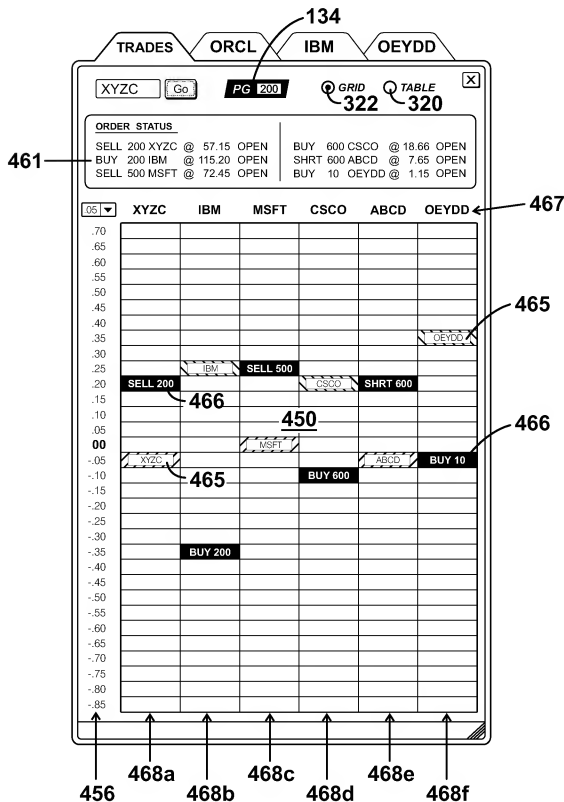 134
TRADES ORCL IBM OEYDD
XYZC Go PG 200 GRID TABLE X
322 320
ORDER STATUS
SELL 200 XYZC @ 57.15 OPEN BUY 600 CSCO @ 18.66 OPEN
461 BUY 200 IBM @ 115.20 OPEN SHRT 600 ABCD @ 7.65 OPEN
SELL 500 MSFT @ 72.45 OPEN BUY 10 OEYDD @ 1.15 OPEN
.05 XYZC IBM MSFT CSCO ABCD OEYDD 467
.70
.65
.60
.55
.50
.45 465
.40
.35 OEYDD
.30
.25 IBM SELL 500
.20 SELL 200 CSCO SHRT 600
.15 466
.10 450 466
.05
00 MSFT
-.05 XYZC ABCD BUY 10
-.10 465 BUY 600
-.15
-.20
-.25
-.30
-.35 BUY 200
-.40
-.45
-.50
-.55
-.60
-.65
-.70
-.75
-.80
-.85
456 468a 468b 468c 468d 468e 468f